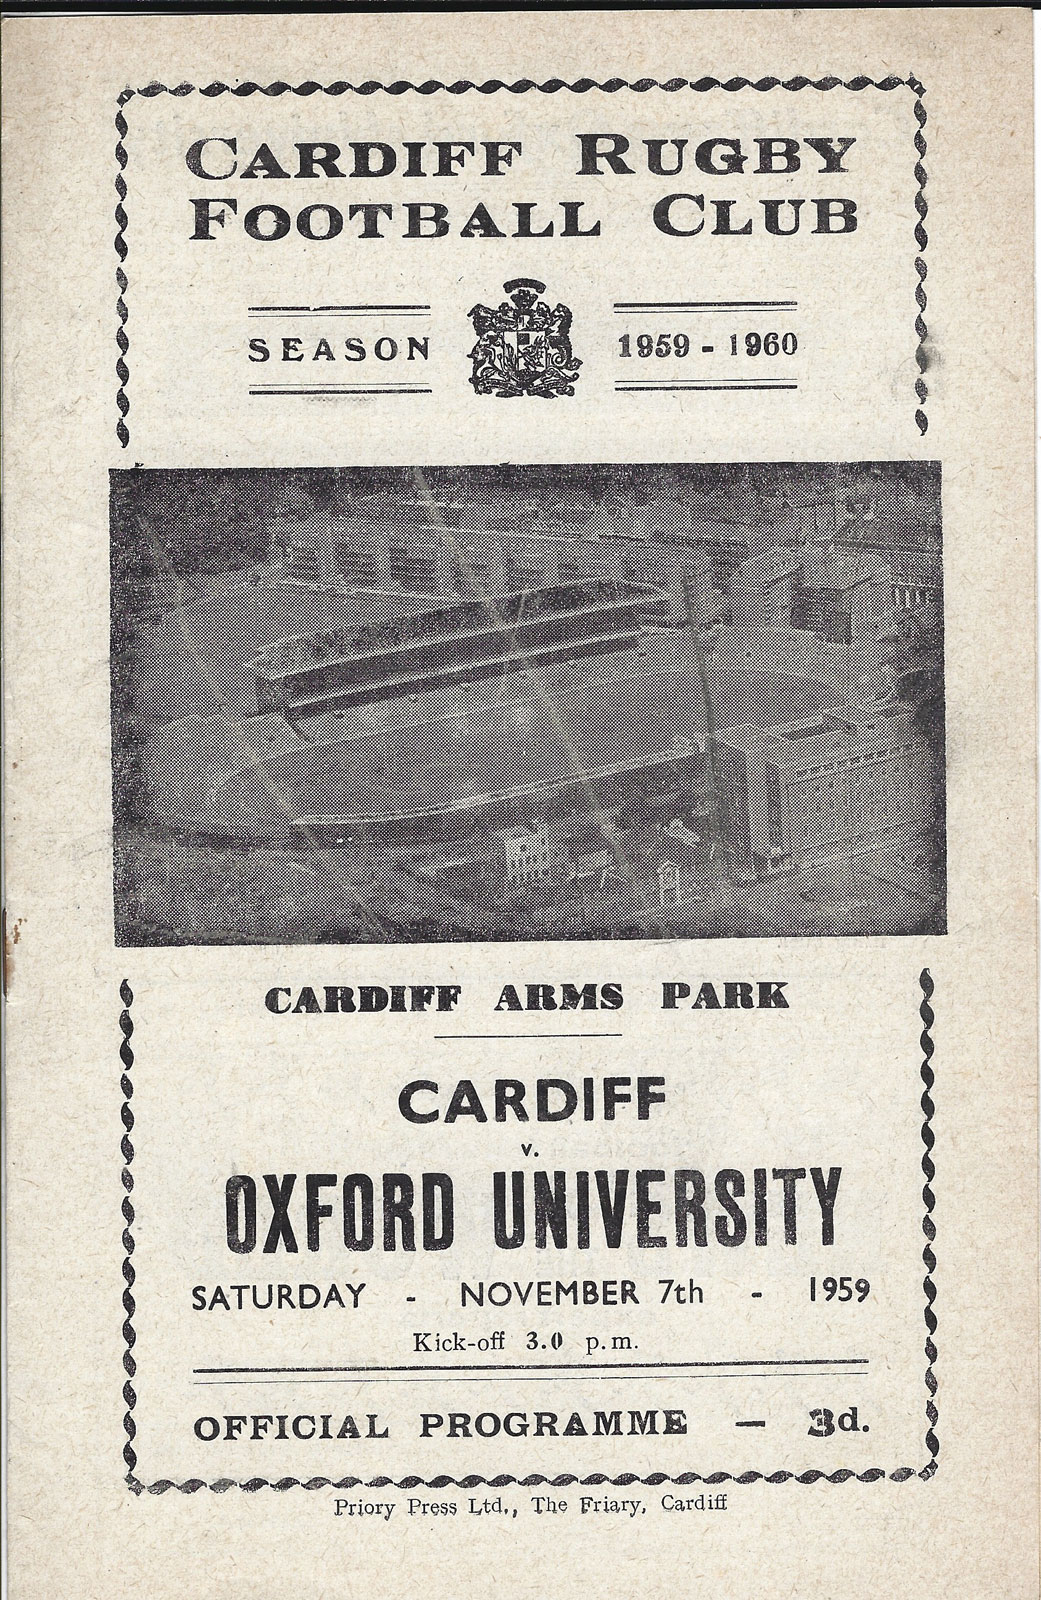 CARDIFF RUGBY
FOOTBALL CLUB
SEASON 1959 - 1960
CARDIFF ARMS PARK
CARDIFF
v.
OXFORD UNIVERSITY
SATURDAY - NOVEMBER 7th - 1959
Kick-off 3.0 p.m.
OFFICIAL PROGRAMME — 3d.
Priory Press Ltd., The Friary, Cardiff